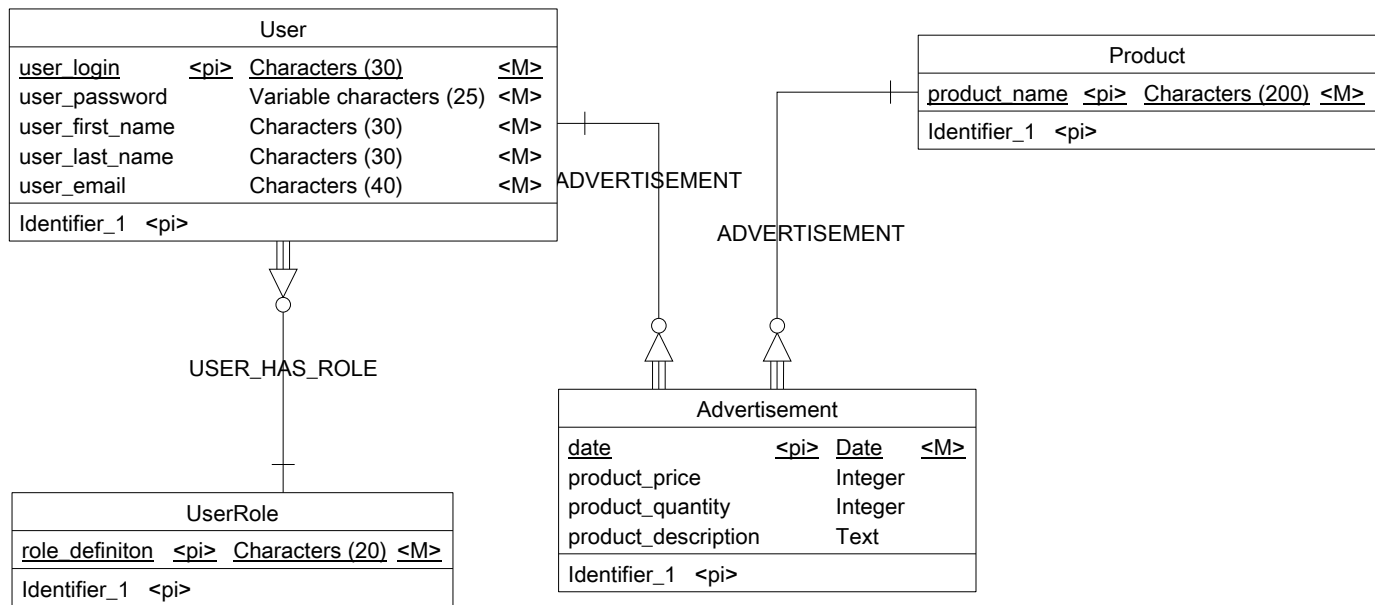 User
user_login <pi> Characters (30) <M>
user_password Variable characters (25) <M>
user_first_name Characters (30) <M>
user_last_name Characters (30) <M>
user_email Characters (40) <M>
Identifier_1 <pi>
Product
product_name <pi> Characters (200) <M>
Identifier_1 <pi>
ADVERTISEMENT
ADVERTISEMENT
USER_HAS_ROLE
Advertisement
date <pi> Date <M>
product_price Integer
product_quantity Integer
product_description Text
Identifier_1 <pi>
UserRole
role_definiton <pi> Characters (20) <M>
Identifier_1 <pi>